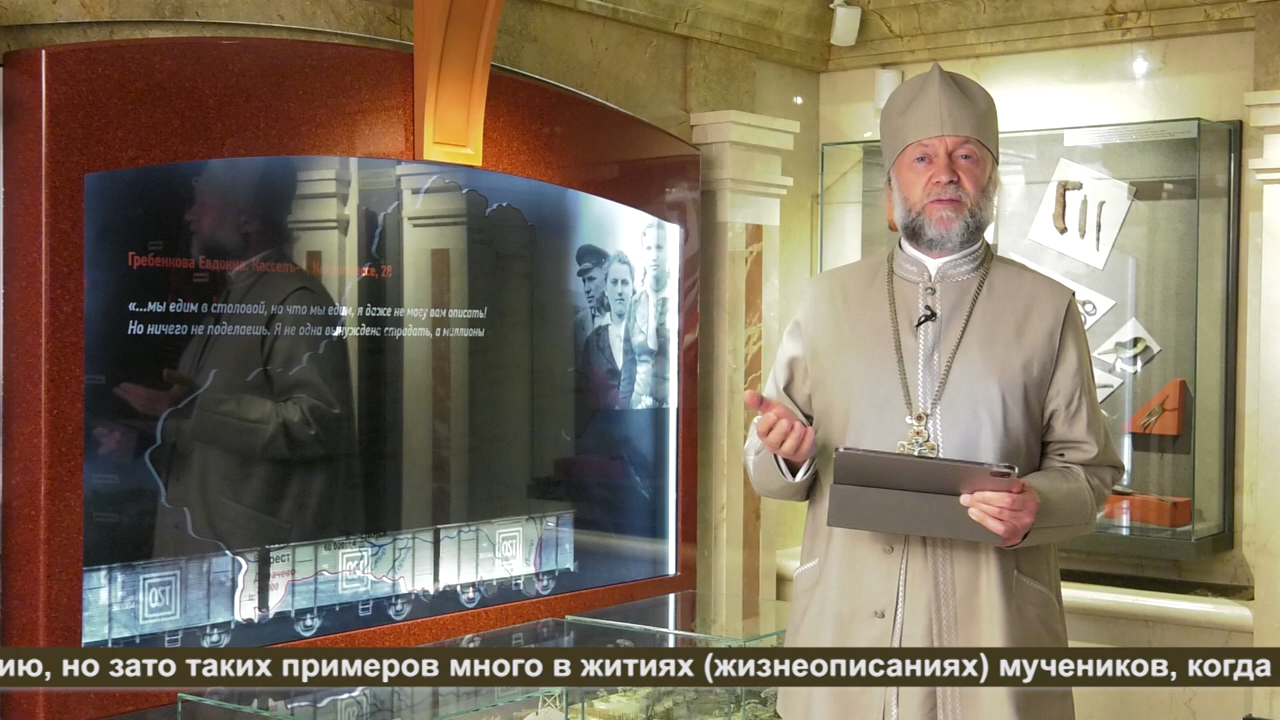 Гребенкова Евдокия. Кассель
28
«...мы едим в столовой, но что мы едим, я даже не могу вам описать!
Но ничего не поделаешь. Я не одна вынуждена страдать, а миллионы
OST
OST
OST
но зато таких примеров много в житиях (жизнеописаниях) мучеников, когда